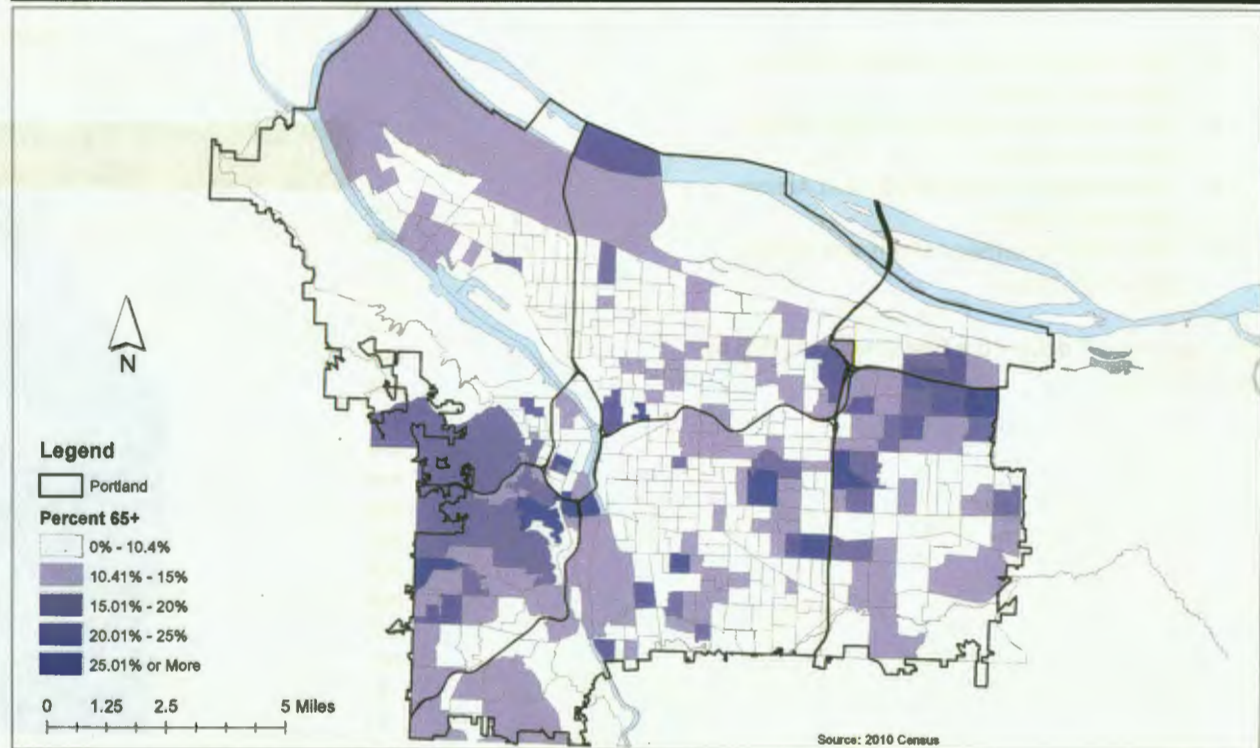 N
Legend
Portland
Percent 65+
0% - 10.4%
10.41% - 15%
15.01% - 20%
20.01% - 25%
25.01% or More
0 1.25 2.5 5 Miles
Source: 2010 Census